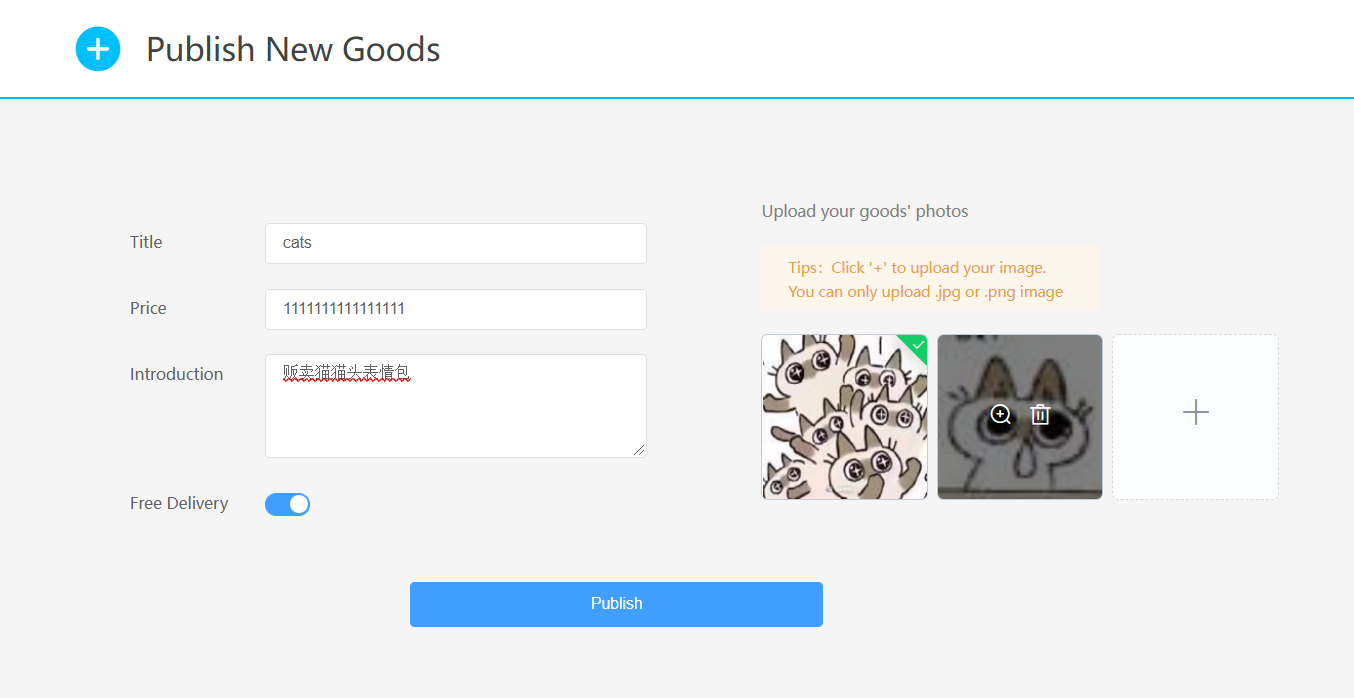 Publish New Goods
Title
cats
Price
1111111111111111
Introduction
贩卖猫猫头表情包
Free Delivery
Upload your goods' photos
Tips：Click '+' to upload your image.
You can only upload .jpg or .png image
Publish